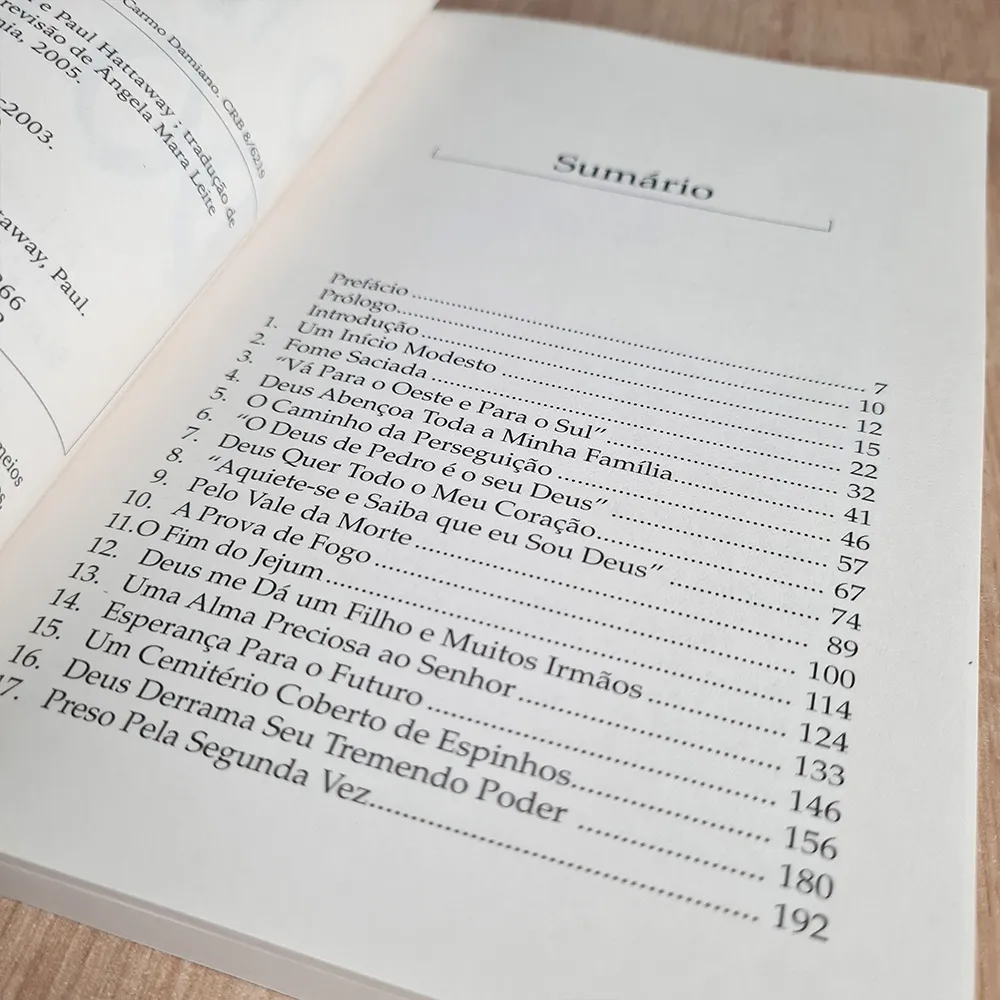 Carmo Damiano. CRB 8/6219
e Paul Hattaway ; tradução de
revisão de Ângela Mara Leite
2005.
2003.
Paul.
meios
Sumário
Prefácio ........ 7
Prólogo ........ 10
Introdução ........ 12
1. Um Início Modesto ........ 15
2. Fome Saciada ........ 22
3. “Vá Para o Oeste e Para o Sul” ........ 32
4. Deus Abençoa Toda a Minha Família ........ 41
5. O Caminho da Perseguição ........ 46
6. “O Deus de Pedro é o seu Deus” ........ 57
7. Deus Quer Todo o Meu Coração ........ 67
8. “Aquiete-se e Saiba que eu Sou Deus” ........ 74
9. Pelo Vale da Morte ........ 89
10. A Prova de Fogo ........ 100
11. O Fim do Jejum ........ 114
12. Deus me Dá um Filho e Muitos Irmãos ........ 124
13. Uma Alma Preciosa ao Senhor ........ 133
14. Esperança Para o Futuro ........ 146
15. Um Cemitério Coberto de Espinhos ........ 156
16. Deus Derrama Seu Tremendo Poder ........ 180
17. Preso Pela Segunda Vez ........ 192